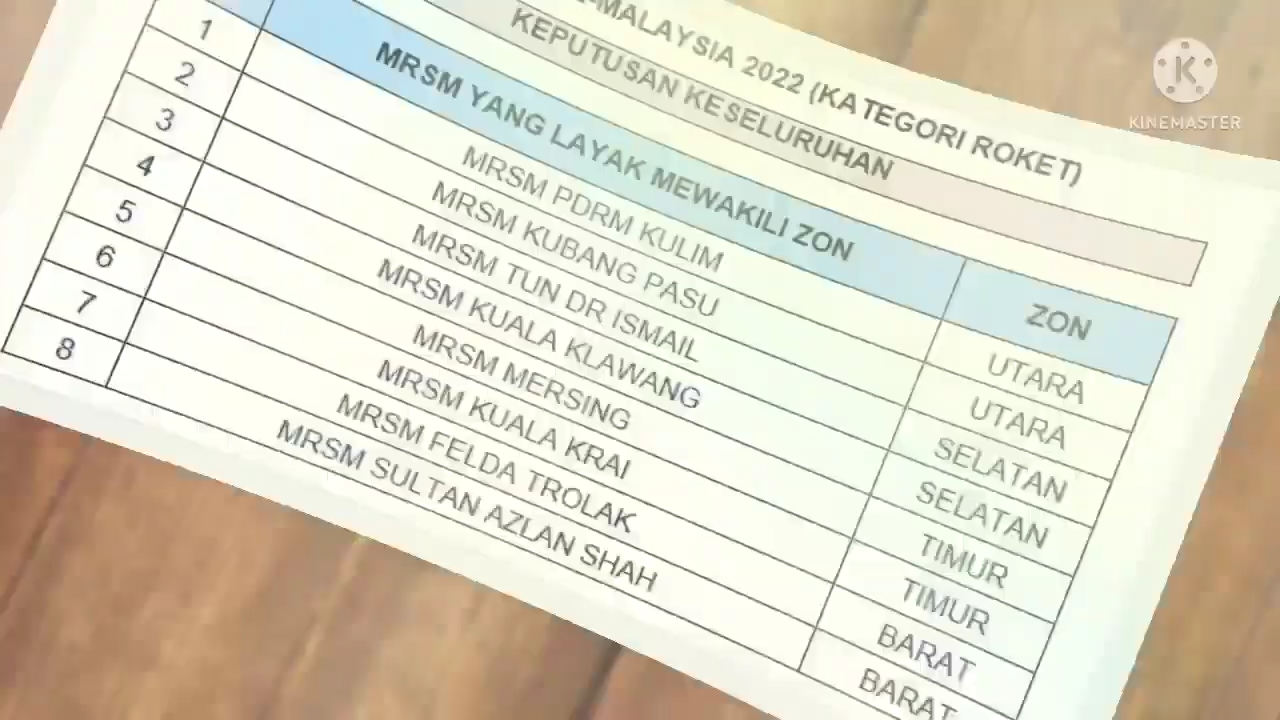 -MALAYSIA 2022 (KATEGORI ROKET)
KEPUTUSAN KESELURUHAN
MRSM YANG LAYAK MEWAKILI ZON ZON
1 MRSM PDRM KULIM UTARA
2 MRSM KUBANG PASU UTARA
3 MRSM TUN DR ISMAIL SELATAN
4 MRSM KUALA KLAWANG SELATAN
5 MRSM MERSING TIMUR
6 MRSM KUALA KRAI TIMUR
7 MRSM FELDA TROLAK BARAT
8 MRSM SULTAN AZLAN SHAH BARAT
K
KINEMASTER